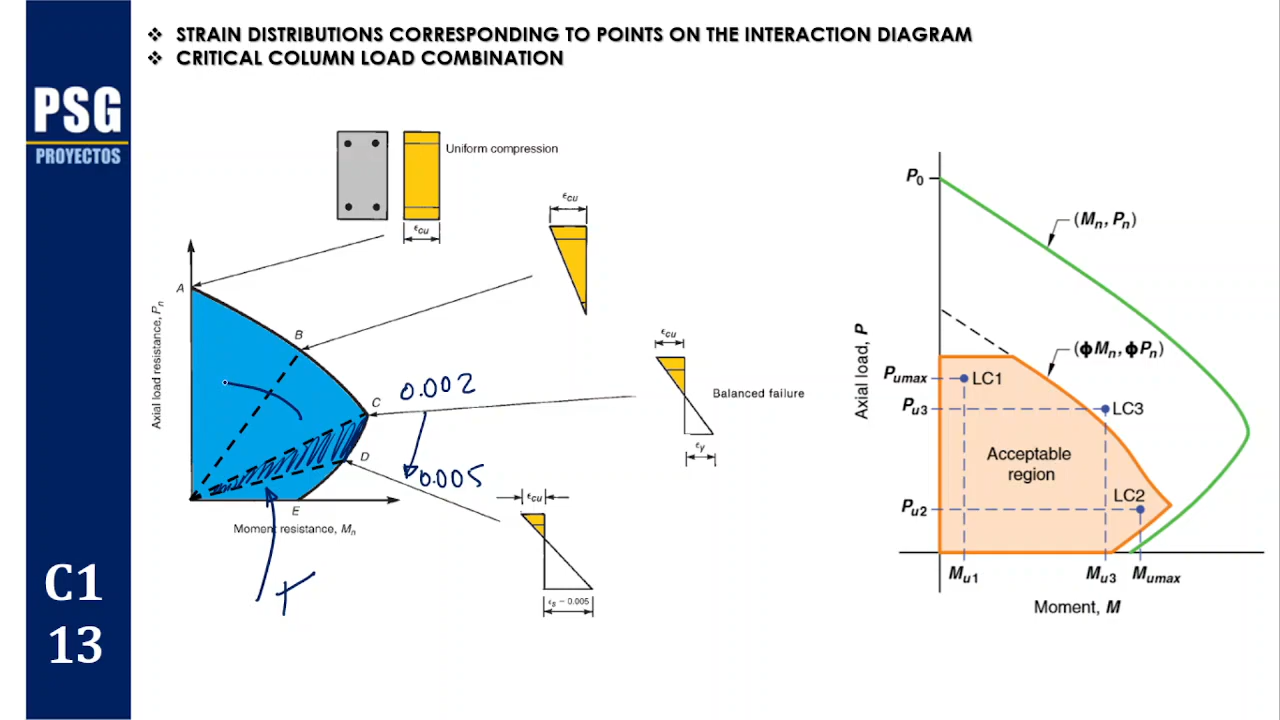 ❖ STRAIN DISTRIBUTIONS CORRESPONDING TO POINTS ON THE INTERACTION DIAGRAM
❖ CRITICAL COLUMN LOAD COMBINATION
PSG
PROYECTOS
C1
13
Uniform compression
ϵcu
ϵcu
A
B
Axial load resistance, Pn
C
0.002
ϵcu
Balanced failure
ϵy
D
0.005
ϵcu
E
Moment resistance, Mn
ϵs = 0.005
P0
(Mn, Pn)
Axial load, P
(ΦMn, ΦPn)
Pumax
LC1
Pu3
LC3
Acceptable
region
LC2
Pu2
Mu1
Mu3
Mumax
Moment, M